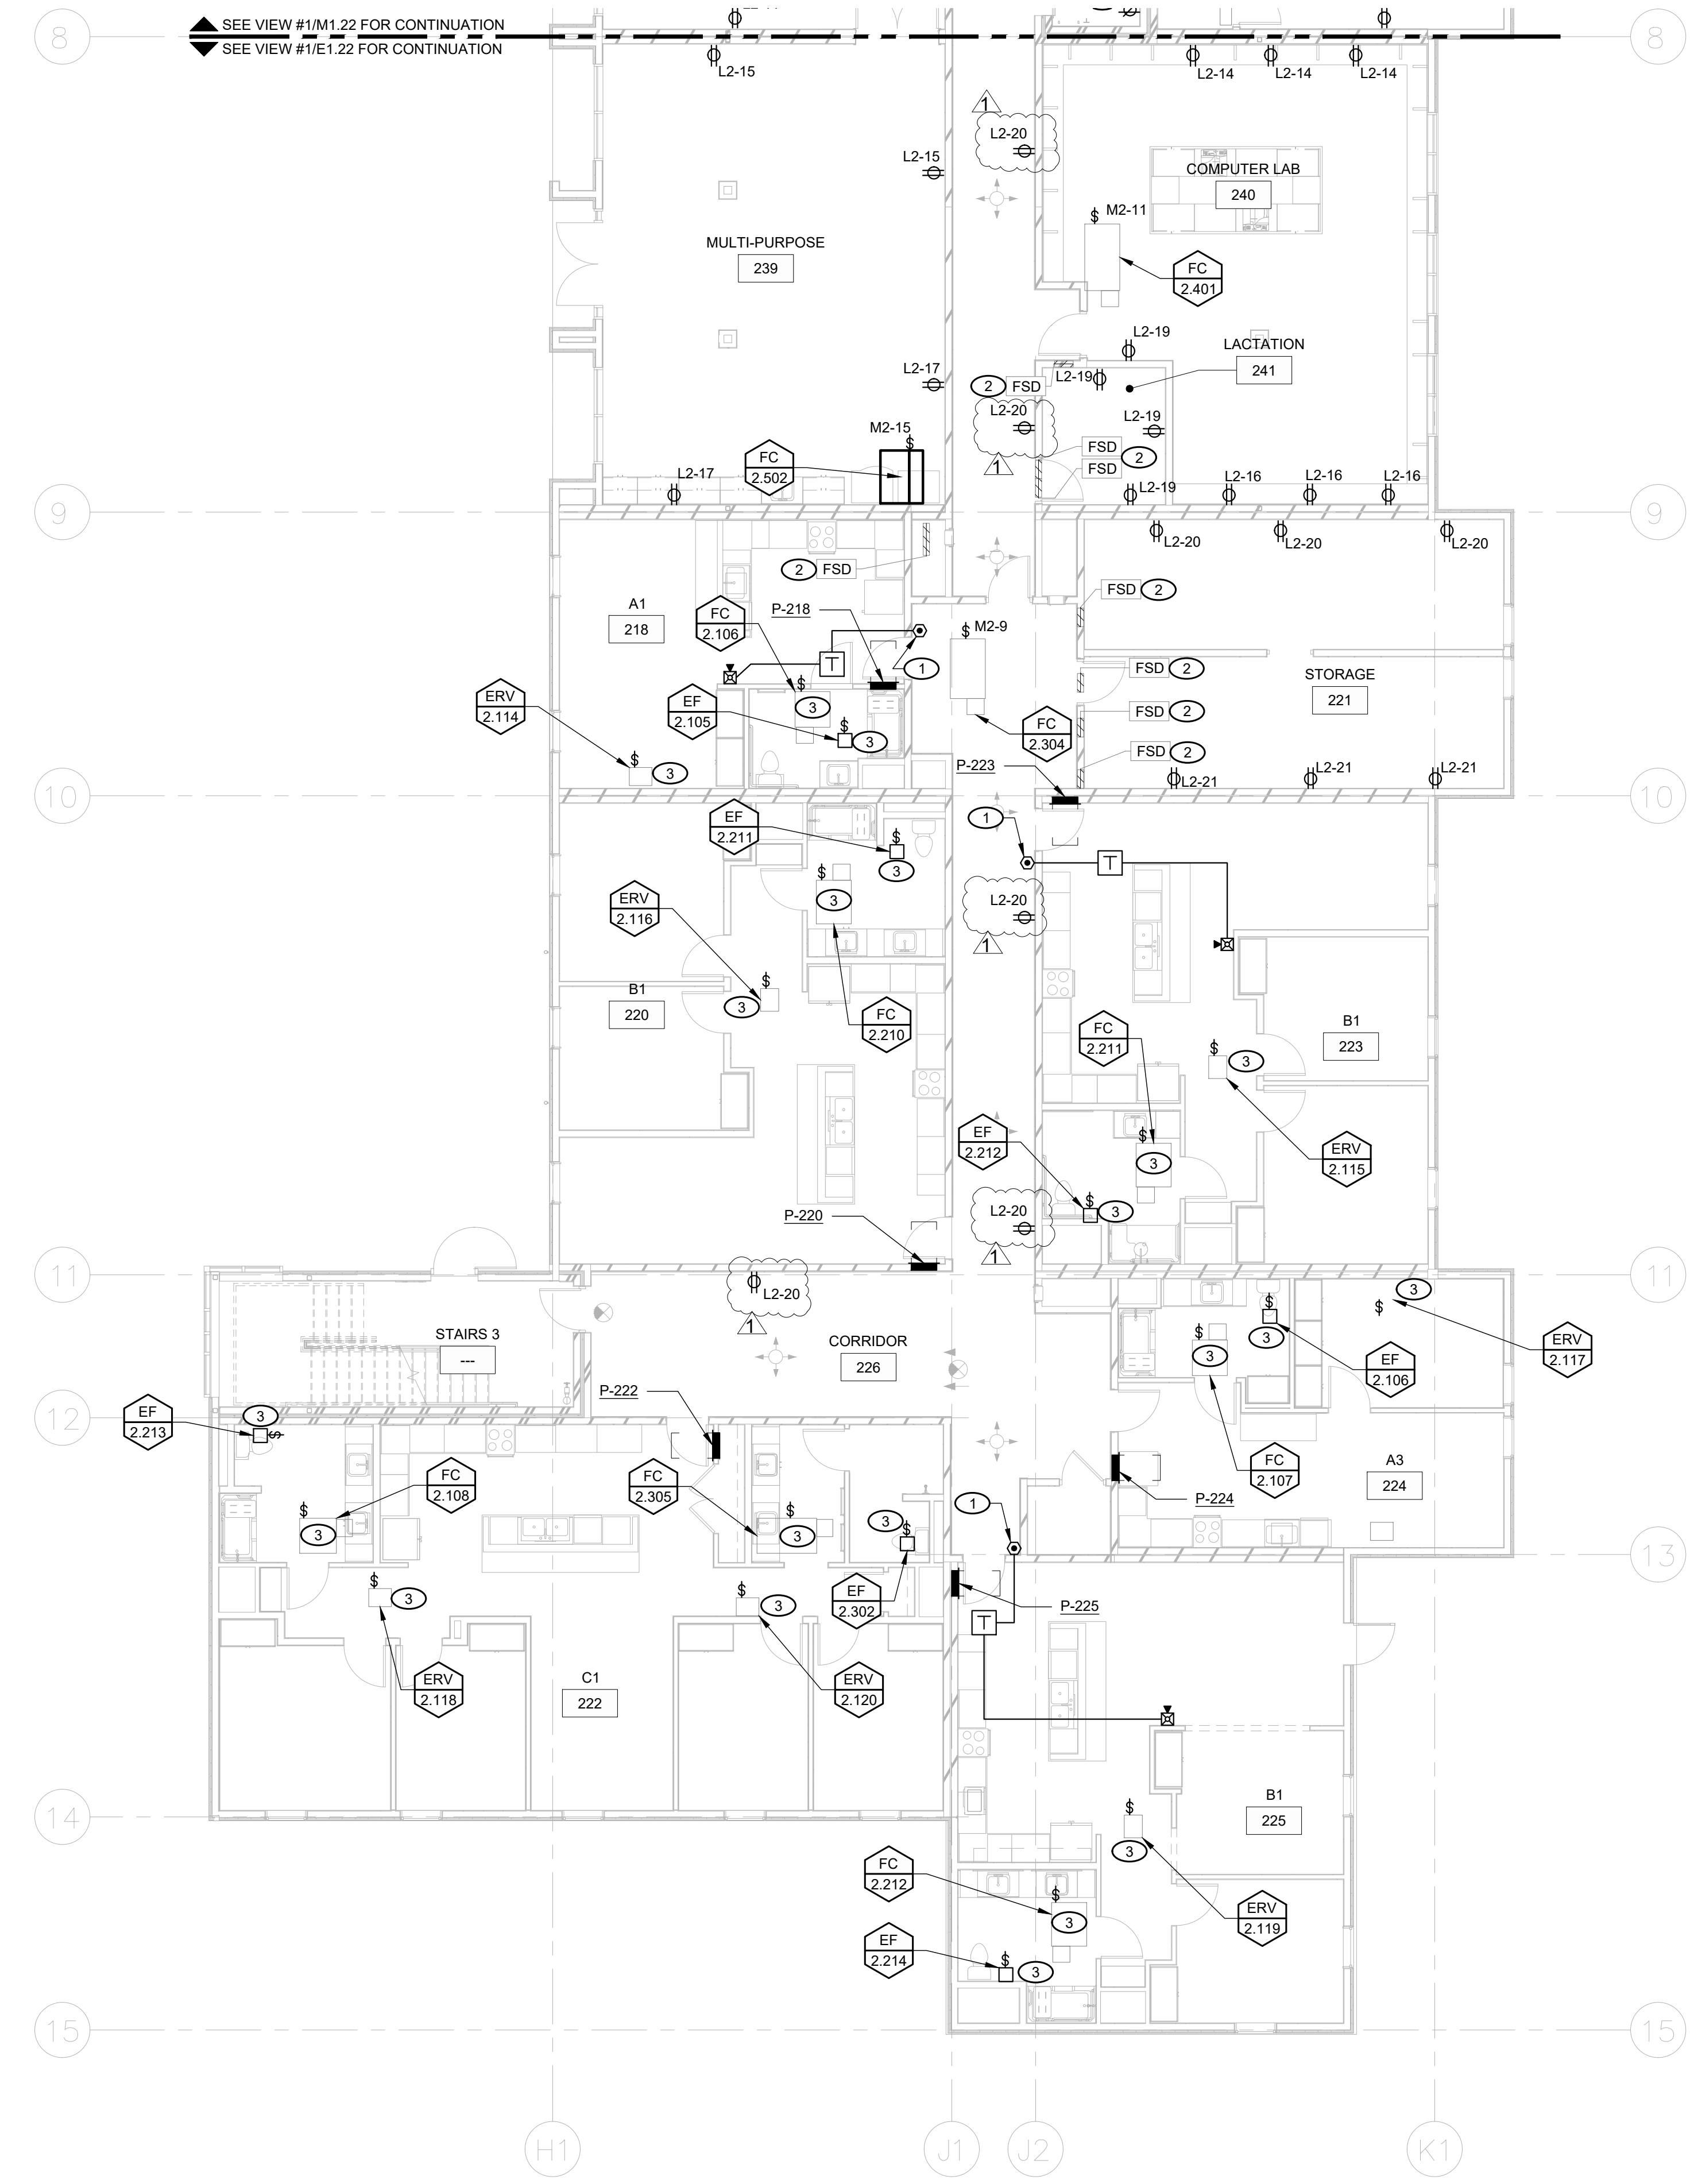 8
SEE VIEW #1/M1.22 FOR CONTINUATION
SEE VIEW #1/E1.22 FOR CONTINUATION
8
L2-15
L2-14
L2-14
L2-14
1
L2-20
L2-15
COMPUTER LAB
240
M2-11
MULTI-PURPOSE
239
FC
2.401
L2-19
LACTATION
241
L2-17
2
FSD
L2-19
L2-20
L2-19
M2-15
FSD
2
FSD
1
FC
2.502
L2-17
L2-19
L2-16
L2-16
L2-16
9
9
L2-20
L2-20
L2-20
2
FSD
FSD
2
A1
218
FC
2.106
P-218
M2-9
T
1
FSD
2
STORAGE
221
ERV
2.114
EF
2.105
3
3
FSD
2
FC
2.304
FSD
2
3
P-223
L2-21
L2-21
L2-21
10
10
EF
2.211
1
3
T
ERV
2.116
3
L2-20
1
B1
220
3
FC
2.210
FC
2.211
B1
223
3
EF
2.212
ERV
2.115
3
P-220
L2-20
3
1
11
11
L2-20
1
3
STAIRS 3
---
CORRIDOR
226
3
3
ERV
2.117
EF
2.106
P-222
12
EF
2.213
3
FC
2.108
FC
2.305
FC
2.107
A3
224
P-224
1
3
3
3
13
3
3
EF
2.302
P-225
T
C1
222
ERV
2.118
ERV
2.120
B1
225
14
3
FC
2.212
3
ERV
2.119
EF
2.214
3
15
15
H1
J1
J2
K1